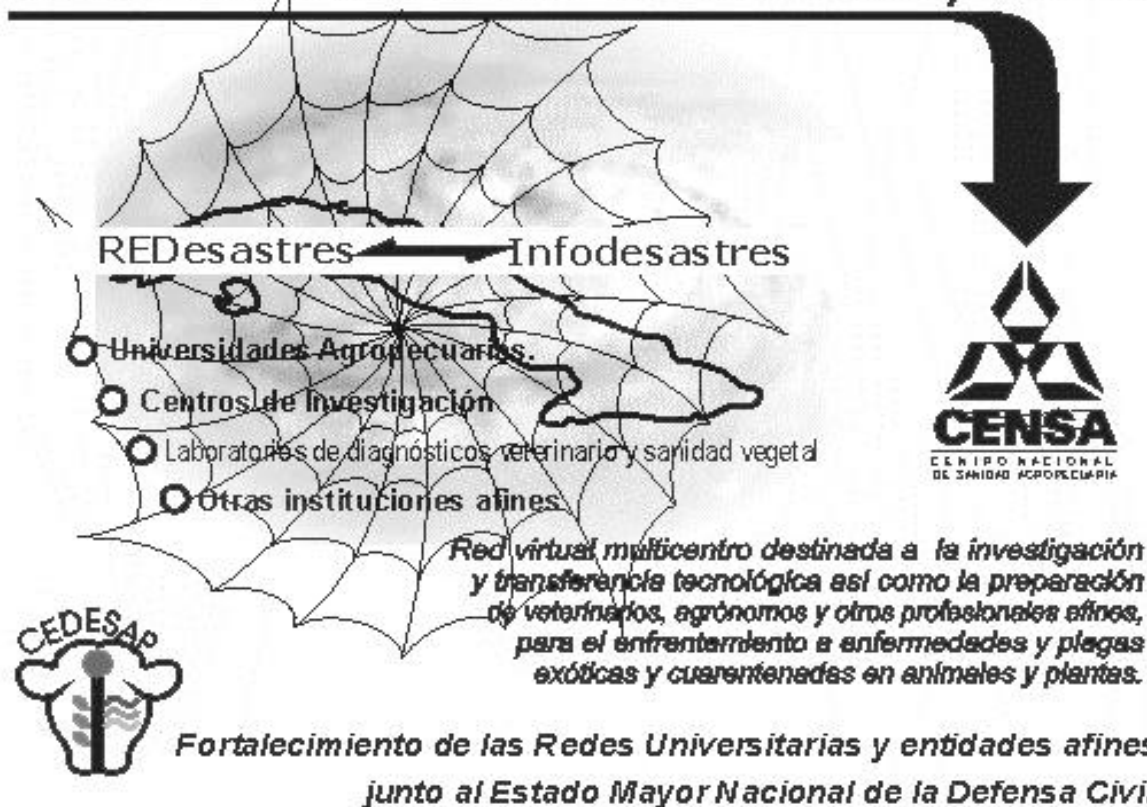 REDesastres Infodesastres
Universidades Agropecuarias.
Centros de Investigación
Laboratorios de diagnósticos veterinario y sanidad vegetal
Otras instituciones afines
CENSA
CENTRO NACIONAL
DE SANIDAD AGROPECUARIA
Red virtual multicentro destinada a la investigación
y transferencia tecnológica así como la preparación
de veterinarios, agrónomos y otros profesionales afines,
para el enfrentamiento a enfermedades y plagas
exóticas y cuarentenadas en animales y plantas.
CEDESAP
Fortalecimiento de las Redes Universitarias y entidades afines
junto al Estado Mayor Nacional de la Defensa Civi